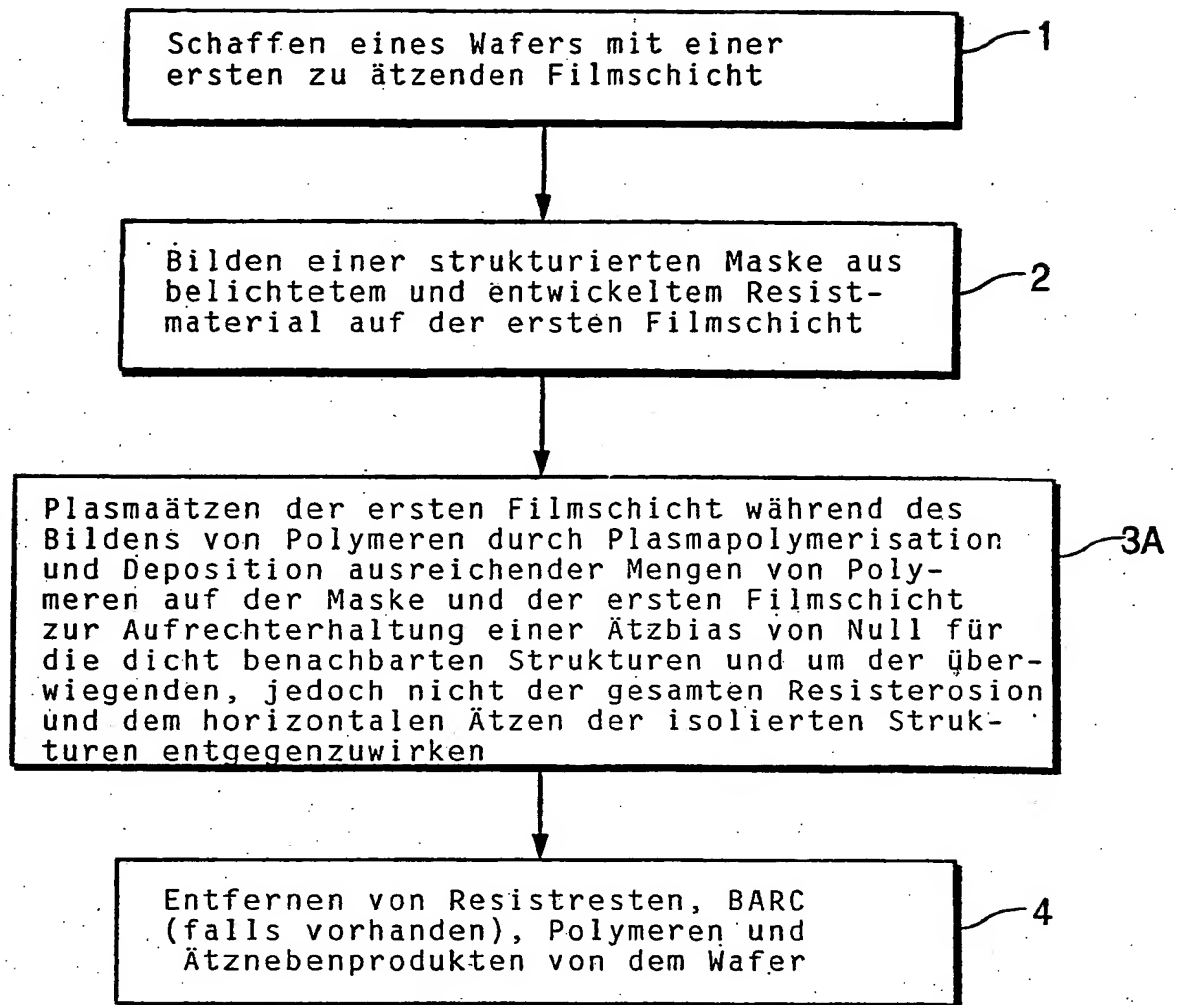 Schaffen eines Wafers mit einer
ersten zu ätzenden Filmschicht
1
Bilden einer strukturierten Maske aus
belichtetem und entwickeltem Resist-
material auf der ersten Filmschicht
2
Plasmaätzen der ersten Filmschicht während des
Bildens von Polymeren durch Plasmapolymerisation
und Deposition ausreichender Mengen von Poly-
meren auf der Maske und der ersten Filmschicht
zur Aufrechterhaltung einer Ätzbias von Null für
die dicht benachbarten Strukturen und um der über-
wiegenden, jedoch nicht der gesamten Resisterosion
und dem horizontalen Ätzen der isolierten Struk-
turen entgegenzuwirken
3A
Entfernen von Resistresten, BARC
(falls vorhanden), Polymeren und
Ätznebenprodukten von dem Wafer
4